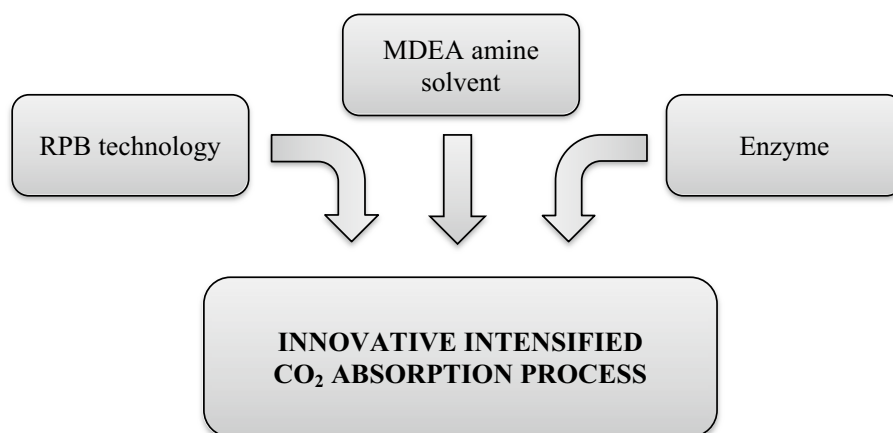 MDEA amine
solvent
RPB technology
Enzyme
INNOVATIVE INTENSIFIED
CO₂ ABSORPTION PROCESS